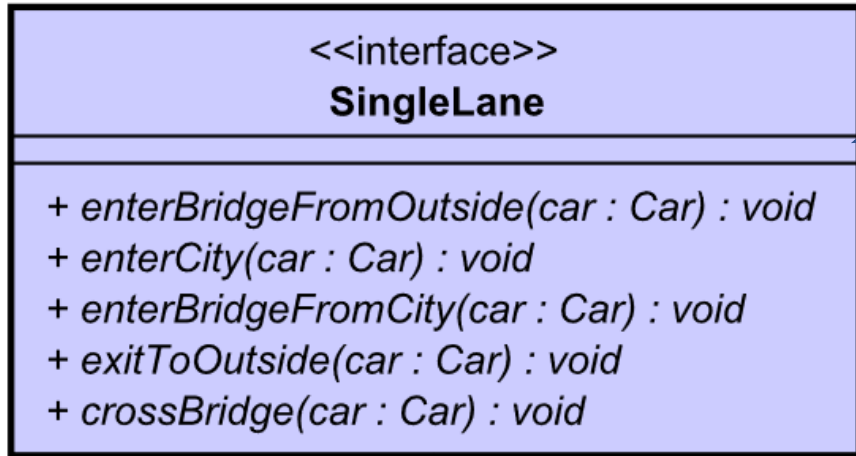 <<interface>>
SingleLane
+ enterBridgeFromOutside(car : Car) : void
+ enterCity(car : Car) : void
+ enterBridgeFromCity(car : Car) : void
+ exitToOutside(car : Car) : void
+ crossBridge(car : Car) : void